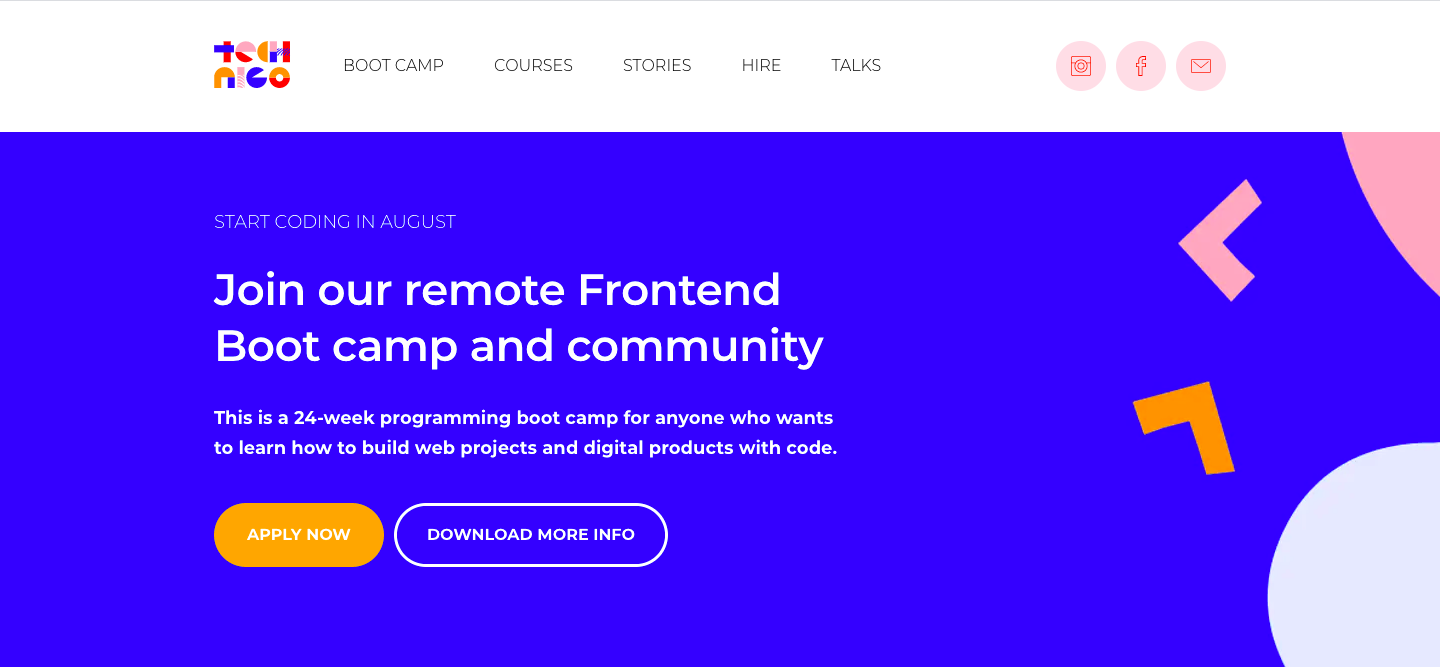 TECH
NIGO
BOOT CAMP
COURSES
STORIES
HIRE
TALKS
START CODING IN AUGUST
Join our remote Frontend
Boot camp and community
This is a 24-week programming boot camp for anyone who wants
to learn how to build web projects and digital products with code.
APPLY NOW
DOWNLOAD MORE INFO